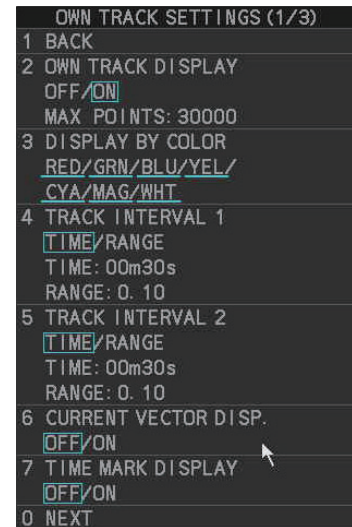 OWN TRACK SETTINGS (1/3)
1 BACK
2 OWN TRACK DISPLAY
OFF/ON
MAX POINTS: 30000
3 DISPLAY BY COLOR
RED/GRN/BLU/YEL/
CYA/MAG/WHT
4 TRACK INTERVAL 1
TIME/RANGE
TIME: 00m30s
RANGE: 0. 10
5 TRACK INTERVAL 2
TIME/RANGE
TIME: 00m30s
RANGE: 0. 10
6 CURRENT VECTOR DISP.
OFF/ON
7 TIME MARK DISPLAY
OFF/ON
0 NEXT